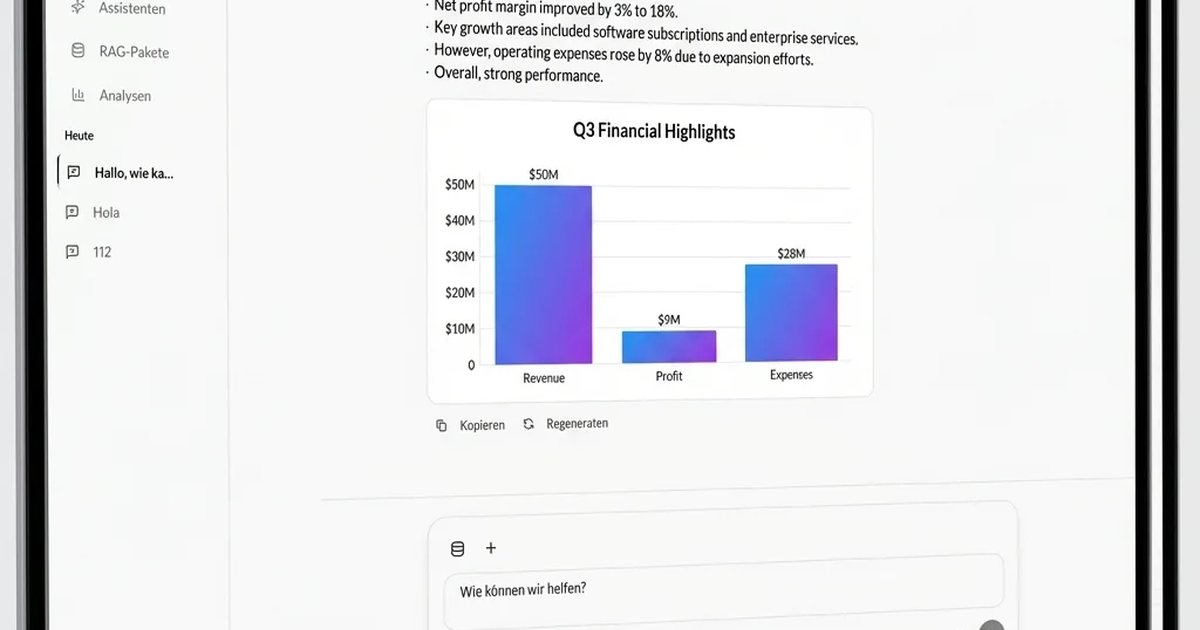 Assistenten
RAG-Pakete
Analysen
Heute
Hallo, wie ka...
Hola
112
· Net profit margin improved by 3% to 18%.
· Key growth areas included software subscriptions and enterprise services.
· However, operating expenses rose by 8% due to expansion efforts.
· Overall, strong performance.
Q3 Financial Highlights
$50M
$40M
$30M
$20M
$10M
0
$50M
$9M
$28M
Revenue
Profit
Expenses
Kopieren
Regeneraten
Wie kónnen wir helfen?